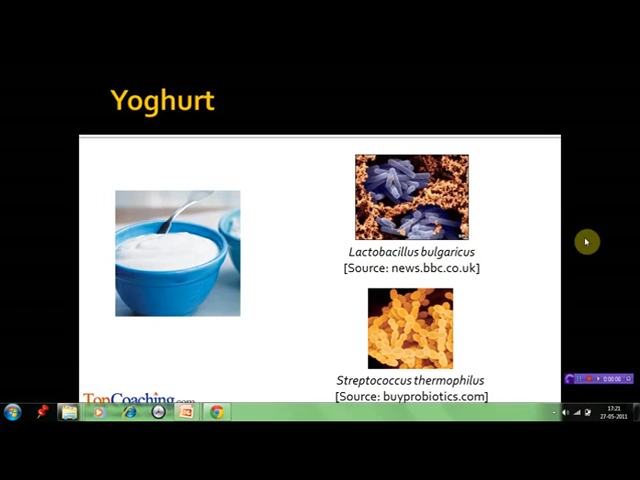 Yoghurt
Lactobacillus bulgaricus
[Source: news.bbc.co.uk]
Streptococcus thermophilus
[Source: buyprobiotics.com]
TopCoaching.com
0:00:06
17:21
27-05-2011